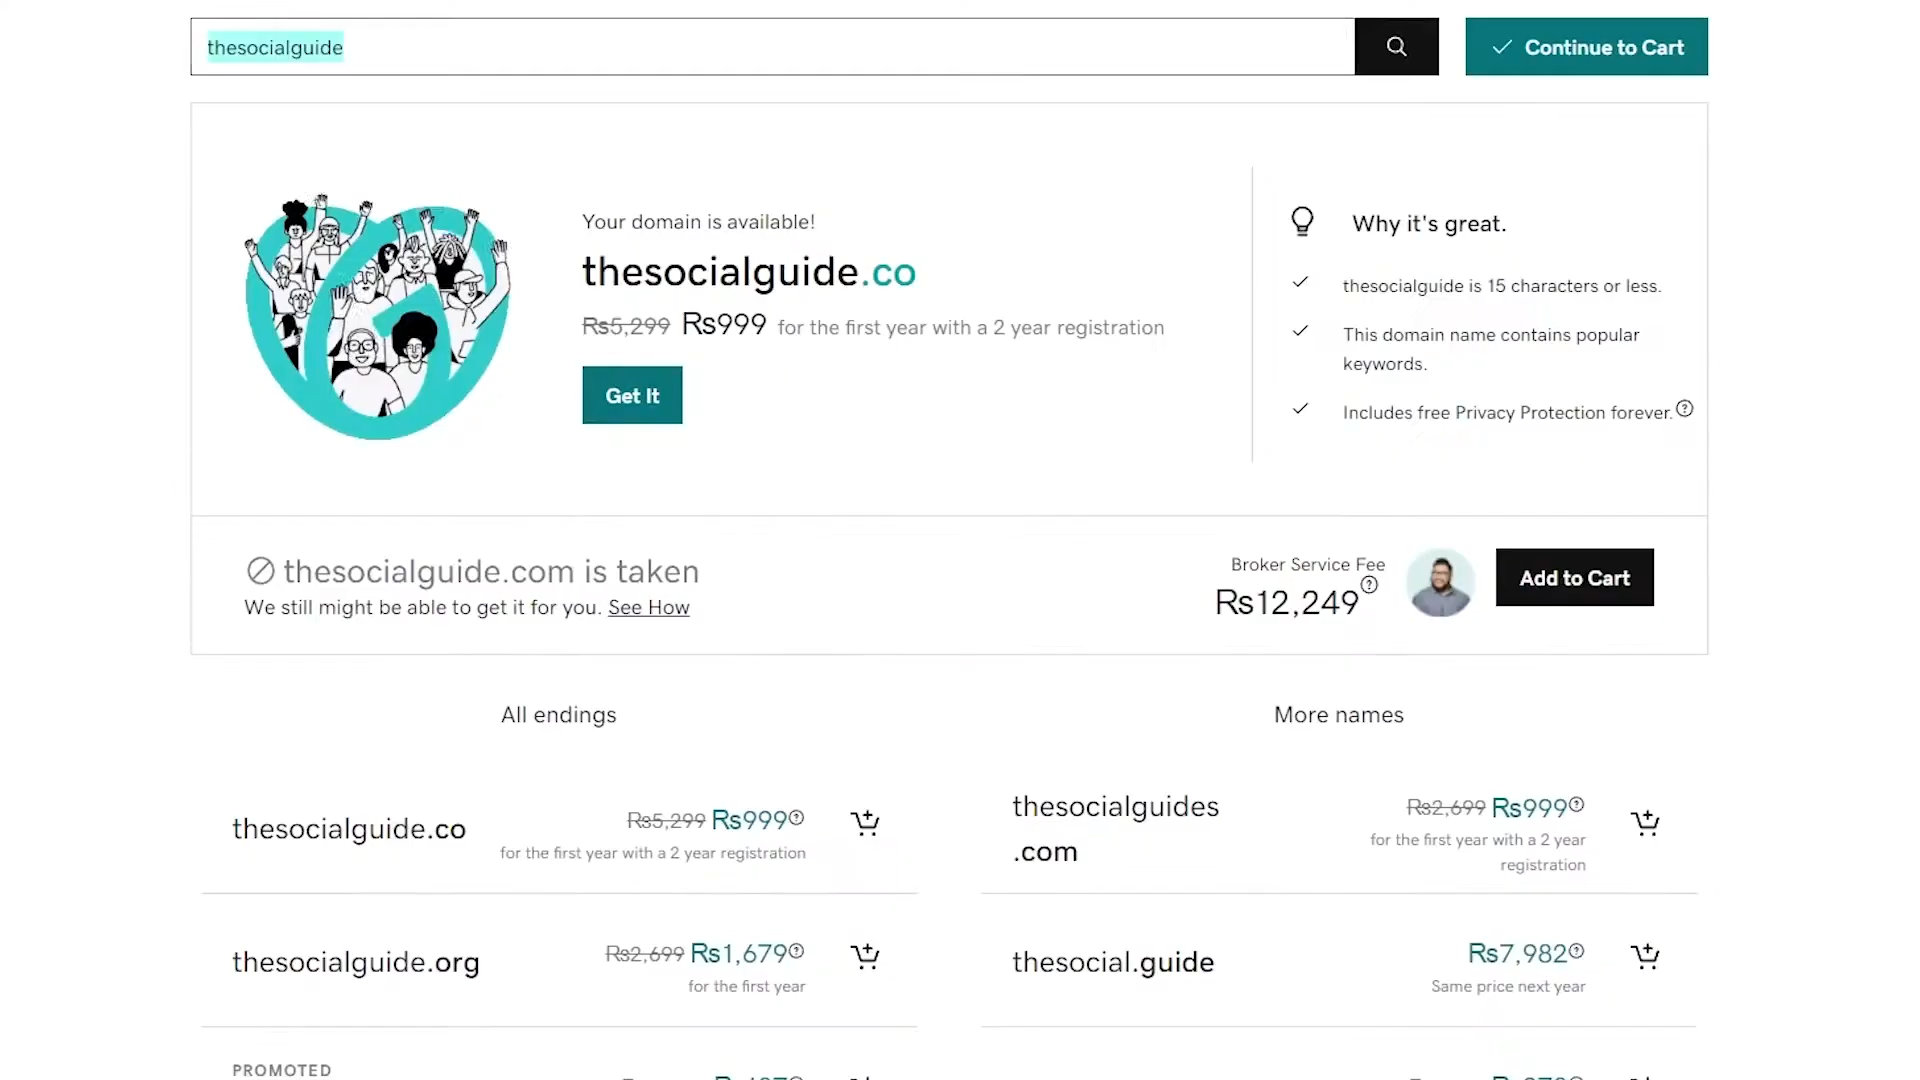 thesocialguide
Continue to Cart
Your domain is available!
thesocialguide.co
Rs5,299 Rs999 for the first year with a 2 year registration
Get It
Why it's great.
thesocialguide is 15 characters or less.
This domain name contains popular
keywords.
Includes free Privacy Protection forever.
thesocialguide.com is taken
We still might be able to get it for you. See How
Broker Service Fee
Rs12,249
Add to Cart
All endings
thesocialguide.co
Rs5,299 Rs999
for the first year with a 2 year registration
thesocialguide.org
Rs2,699 Rs1,679
for the first year
PROMOTED
More names
thesocialguides
.com
Rs2,699 Rs999
for the first year with a 2 year
registration
thesocial.guide
Rs7,982
Same price next year